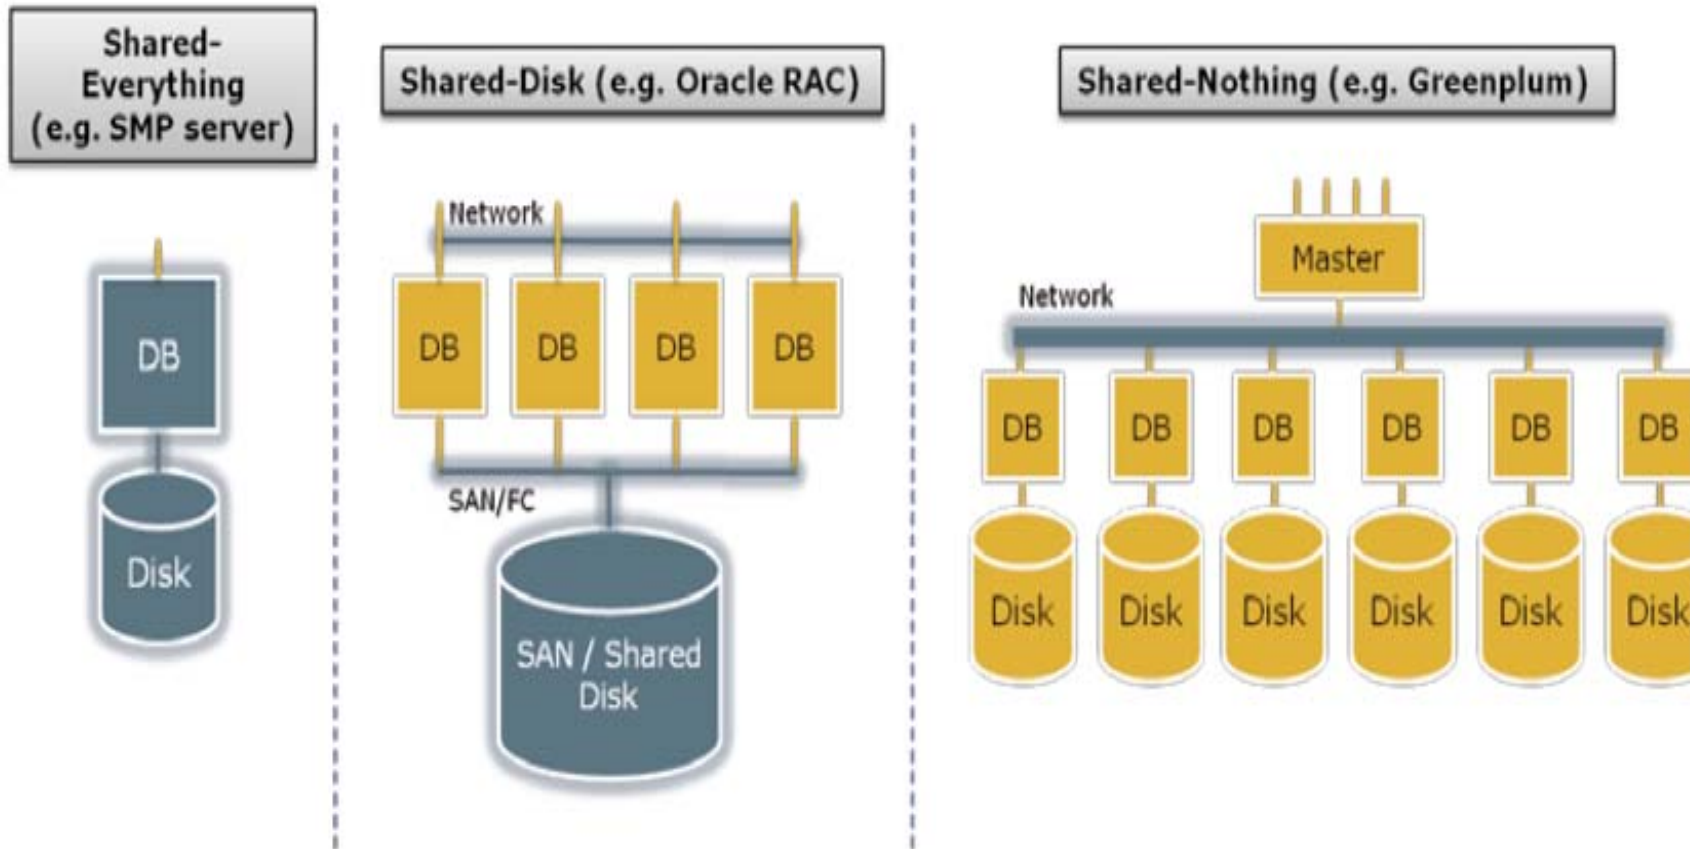 Shared-
Everything
(e.g. SMP server)
DB
Disk
Shared-Disk (e.g. Oracle RAC)
Network
DB DB DB DB
SAN/FC
SAN / Shared
Disk
Shared-Nothing (e.g. Greenplum)
Master
Network
DB DB DB DB DB DB
Disk Disk Disk Disk Disk Disk